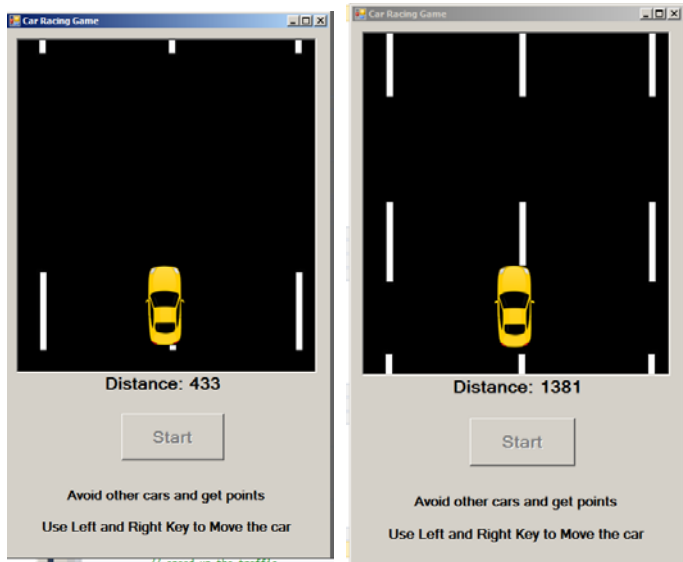 Car Racing Game
Distance: 433
Start
Avoid other cars and get points
Use Left and Right Key to Move the car
Car Racing Game
Distance: 1381
Start
Avoid other cars and get points
Use Left and Right Key to Move the car